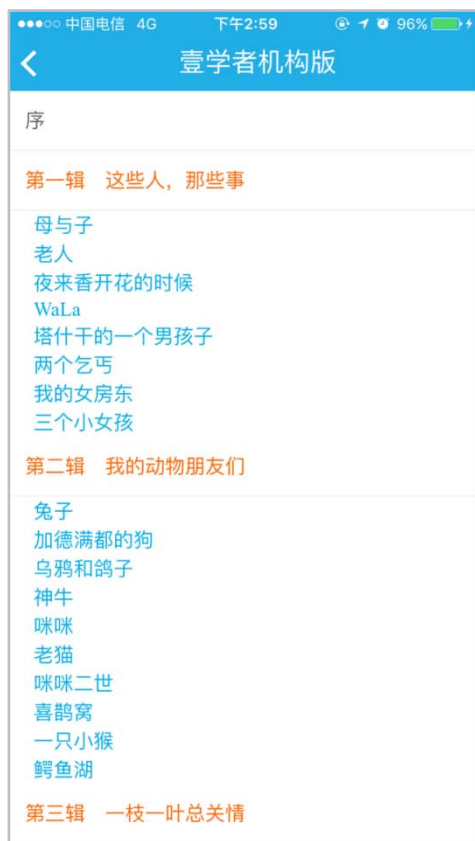 中国电信 4G 下午2:59 96%
壹学者机构版
序
第一辑 这些人，那些事
母与子
老人
夜来香开花的时候
WaLa
塔什干的一个男孩子
两个乞丐
我的女房东
三个小女孩
第二辑 我的动物朋友们
兔子
加德满都的狗
乌鸦和鸽子
神牛
咪咪
老猫
咪咪二世
喜鹊窝
一只小猴
鳄鱼湖
第三辑 一枝一叶总关情